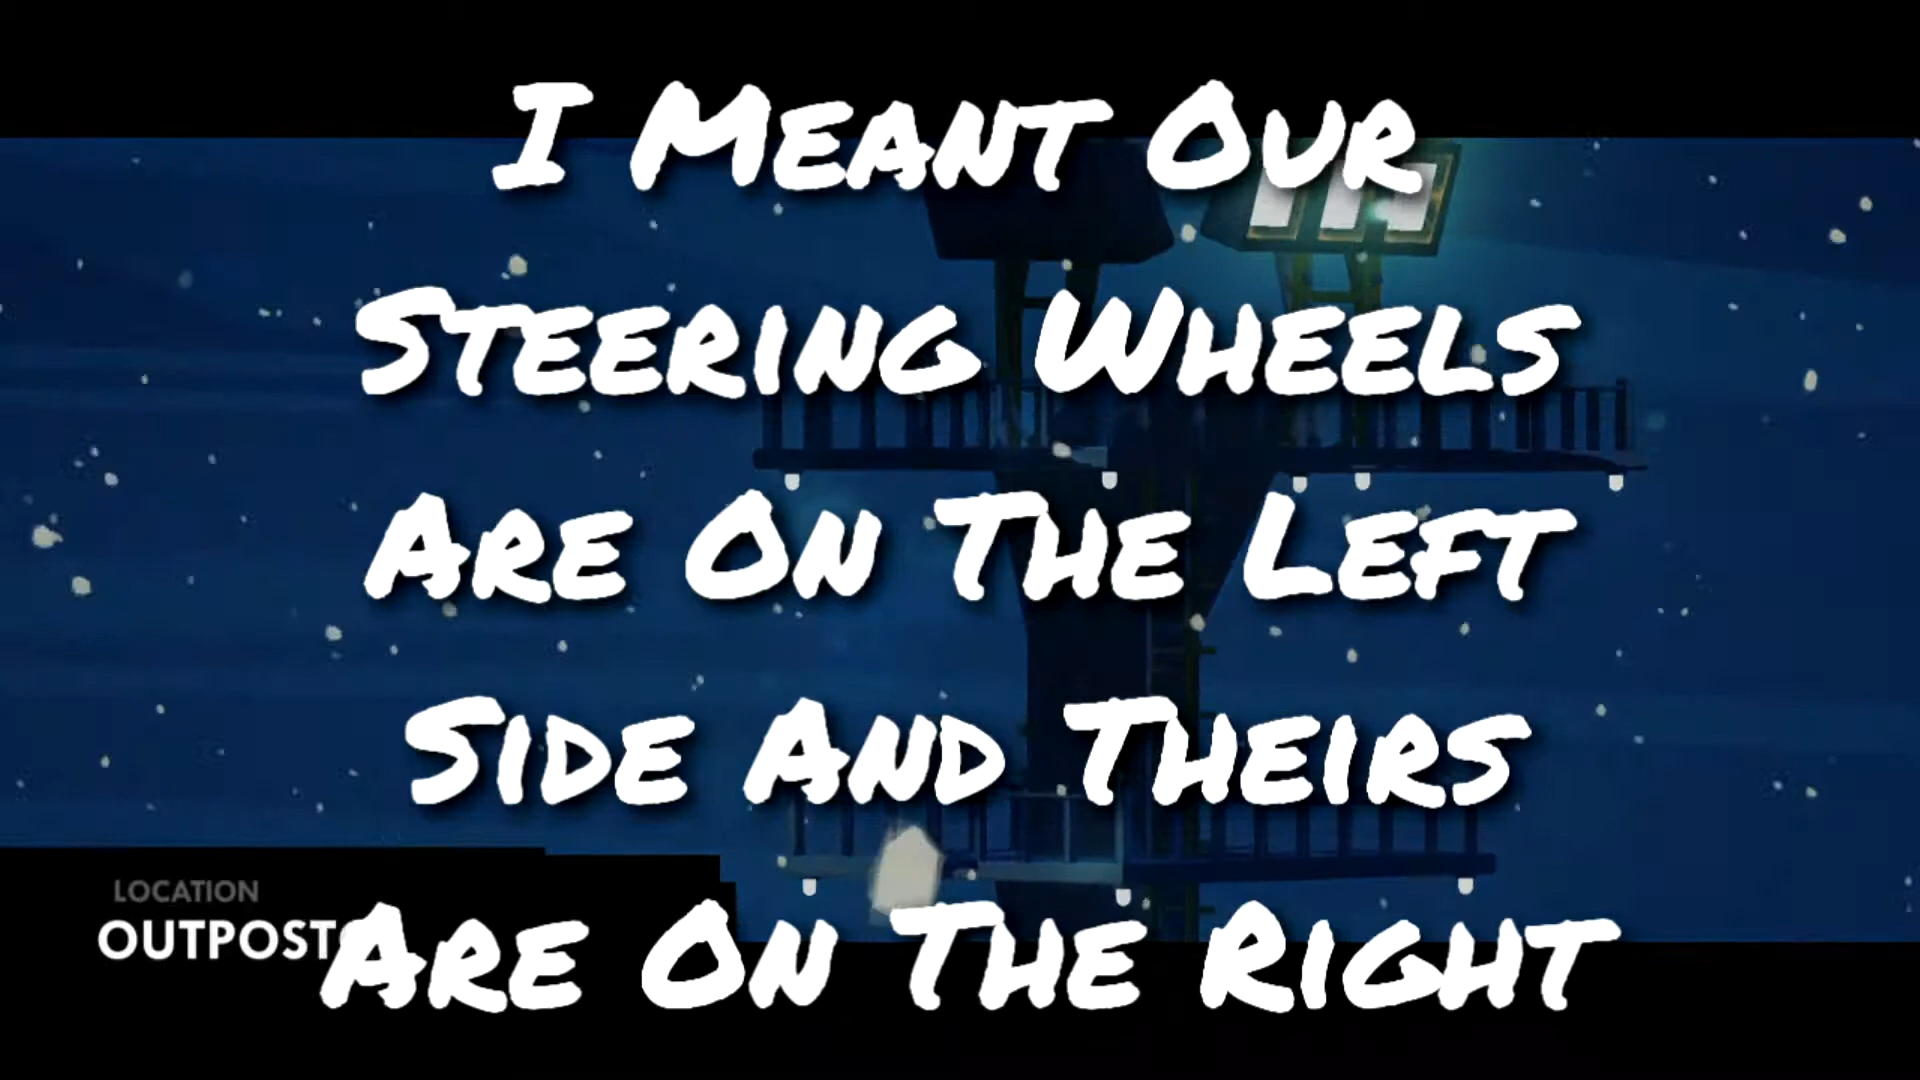 I Meant Our
Steering Wheels
Are On The Left
Side And Theirs
Are On The Right
LOCATION
OUTPOST